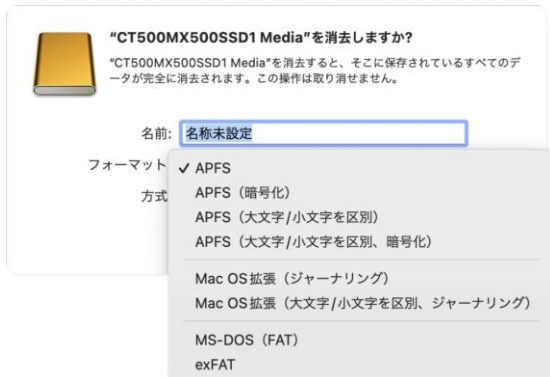 “CT500MX500SSD1 Media”を消去しますか?
“CT500MX500SSD1 Media”を消去すると、そこに保存されているすべてのデ
ータが完全に消去されます。この操作は取り消せません。
名前: 名称未設定
フォーマット
✓ APFS
方式
APFS（暗号化）
APFS（大文字/小文字を区別）
APFS（大文字/小文字を区別、暗号化）
Mac OS拡張（ジャーナリング）
Mac OS拡張（大文字/小文字を区別、ジャーナリング）
MS-DOS（FAT）
exFAT